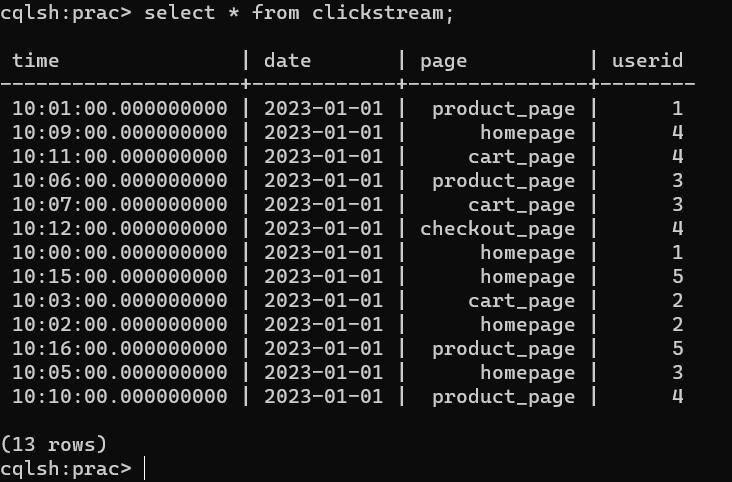 cqlsh:prac> select * from clickstream;
time | date | page | userid
--------------------+------------+---------------+--------
10:01:00.000000000 | 2023-01-01 | product_page | 1
10:09:00.000000000 | 2023-01-01 | homepage | 4
10:11:00.000000000 | 2023-01-01 | cart_page | 4
10:06:00.000000000 | 2023-01-01 | product_page | 3
10:07:00.000000000 | 2023-01-01 | cart_page | 3
10:12:00.000000000 | 2023-01-01 | checkout_page | 4
10:00:00.000000000 | 2023-01-01 | homepage | 1
10:15:00.000000000 | 2023-01-01 | homepage | 5
10:03:00.000000000 | 2023-01-01 | cart_page | 2
10:02:00.000000000 | 2023-01-01 | homepage | 2
10:16:00.000000000 | 2023-01-01 | product_page | 5
10:05:00.000000000 | 2023-01-01 | homepage | 3
10:10:00.000000000 | 2023-01-01 | product_page | 4
(13 rows)
cqlsh:prac>